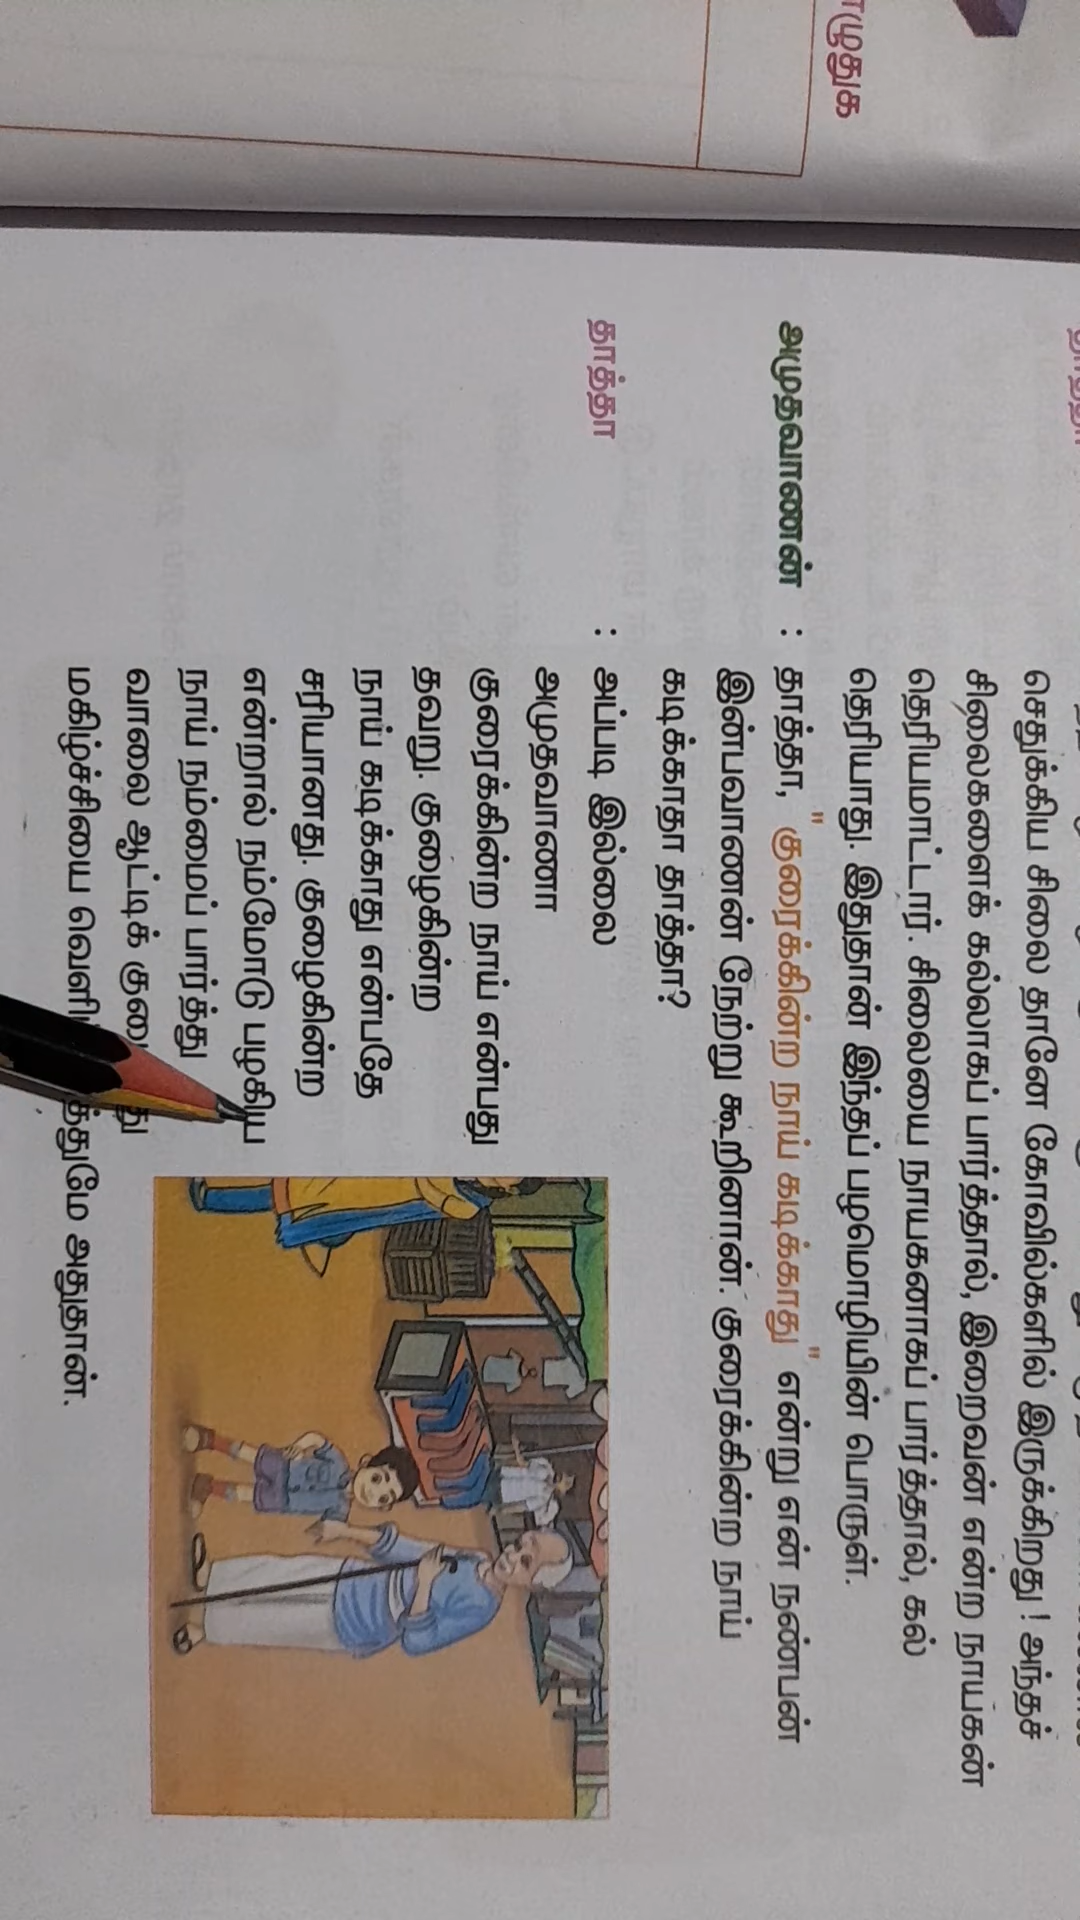 செதுக்கிய சிலை தானே கோவில்களில் இருக்கிறது! அந்தச்
சிலைகளைக் கல்லாகப் பார்த்தால், இறைவன் என்ற நாயகன்
தெரியமாட்டார். சிலையை நாயகனாகப் பார்த்தால், கல்
தெரியாது. இதுதான் இந்தப் பழமொழியின் பொருள்.
அமுதவாணன் : தாத்தா, "குரைக்கின்ற நாய் கடிக்காது" என்று என் நண்பன்
இன்பவாணன் நேற்று கூறினான். குரைக்கின்ற நாய்
கடிக்காதா தாத்தா?
தாத்தா : அப்படி இல்லை
அமுதவாணா
குரைக்கின்ற நாய் என்பது
தவறு. குழைகின்ற
நாய் கடிக்காது என்பதே
சரியானது. குழைகின்ற
என்றால் நம்மோடு பழகிய
நாய் நம்மைப் பார்த்து
வாலை ஆட்டிக்
மகிழ்ச்சியை அதுதான்.